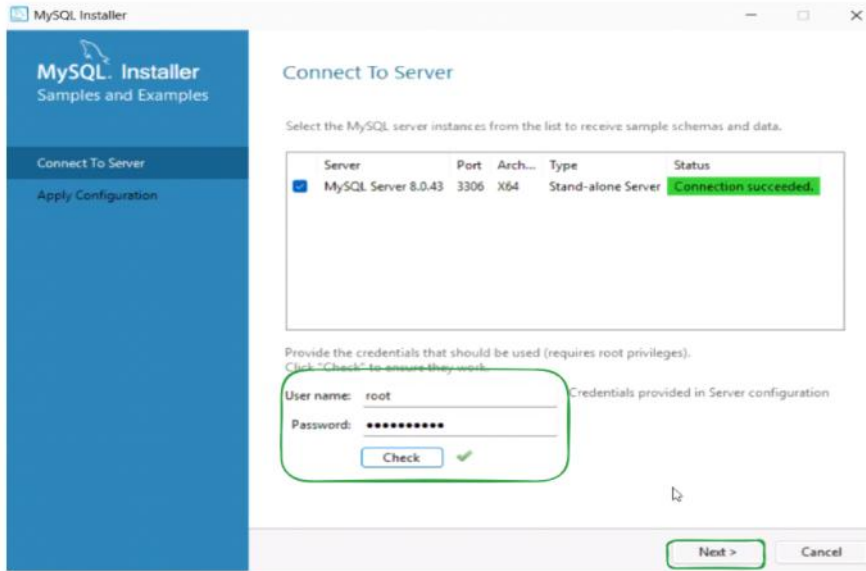 MySQL Installer
MySQL. Installer
Samples and Examples
Connect To Server
Apply Configuration
Connect To Server
Select the MySQL server instances from the list to receive sample schemas and data.
Server Port Arch... Type Status
MySQL Server 8.0.43 3306 X64 Stand-alone Server Connection succeeded.
Provide the credentials that should be used (requires root privileges).
Click "Check" to ensure they work.
User name: root Credentials provided in Server configuration
Password: ••••••••••
Check
Next > Cancel